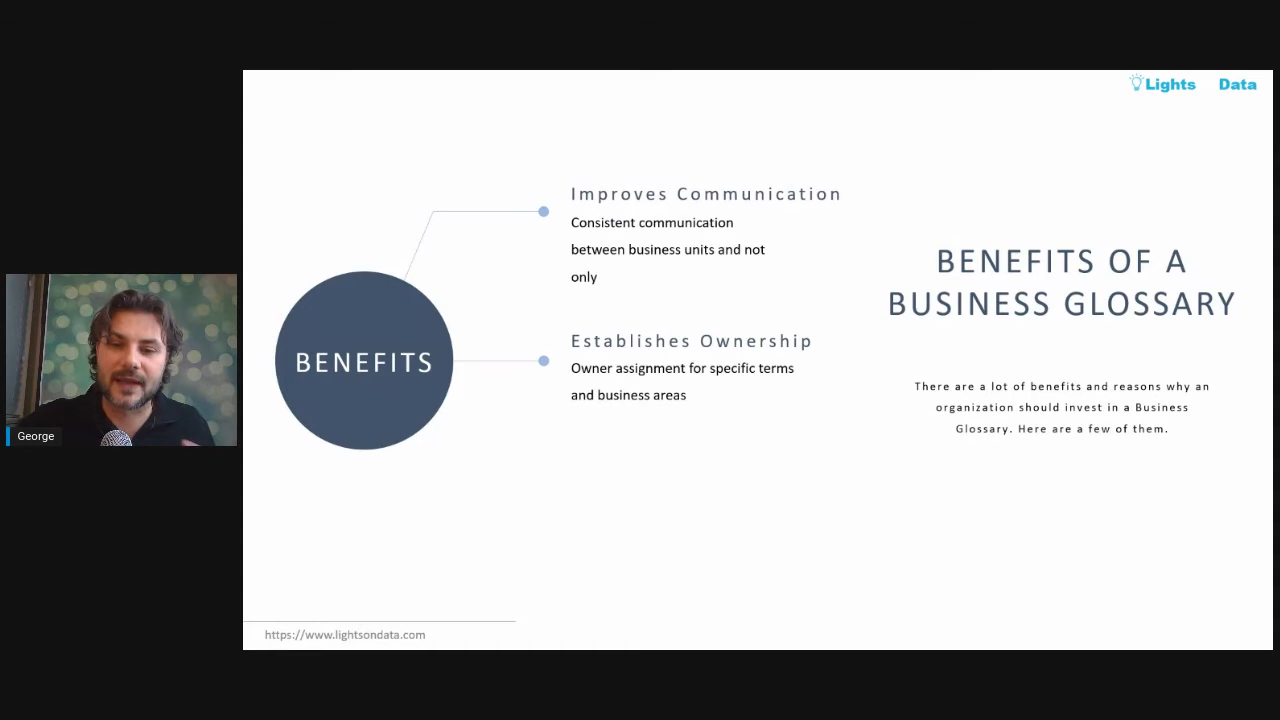 Lights Data
Improves Communication
Consistent communication
between business units and not
only
BENEFITS OF A
BUSINESS GLOSSARY
Establishes Ownership
BENEFITS
Owner assignment for specific terms
and business areas
There are a lot of benefits and reasons why an
organization should invest in a Business
Glossary. Here are a few of them.
George
https://www.lightsondata.com